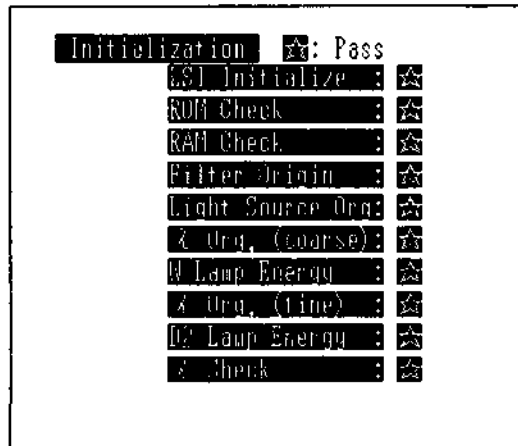 Initialization ☆: Pass
LSI Initialize : ☆
ROM Check : ☆
RAM Check : ☆
Filter Origin : ☆
Light Source Org: ☆
λ Org. (coarse): ☆
W Lamp Energy : ☆
λ Org. (fine) : ☆
D2 Lamp Energy : ☆
λ Check : ☆